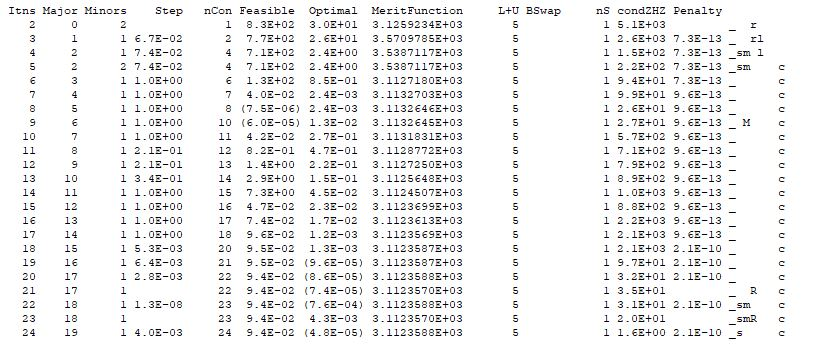 Itns Major Minors Step nCon Feasible Optimal MeritFunction L+U BSwap nS condZHZ Penalty
2 0 2 1 8.3E+02 3.0E+01 3.1259234E+03 5 1 5.1E+03 _ r
3 1 1 6.7E-02 2 7.7E+02 2.6E+01 3.5709785E+03 5 1 2.6E+03 7.3E-13 _ rl
4 2 1 7.4E-02 4 7.1E+02 2.4E+00 3.5387117E+03 5 1 1.5E+02 7.3E-13 _sm l
5 2 2 7.4E-02 4 7.1E+02 2.4E+00 3.5387117E+03 5 1 2.2E+02 7.3E-13 _sm c
6 3 1 1.0E+00 6 1.3E+02 8.5E-01 3.1127180E+03 5 1 9.4E+01 7.3E-13 _ c
7 4 1 1.0E+00 7 4.0E-02 2.4E-03 3.1132703E+03 5 1 9.9E+01 9.6E-13 _ c
8 5 1 1.0E+00 8 (7.5E-06) 2.4E-03 3.1132646E+03 5 1 2.6E+01 9.6E-13 _ c
9 6 1 1.0E+00 10 (6.0E-05) 1.3E-02 3.1132645E+03 5 1 2.7E+01 9.6E-13 _ M c
10 7 1 1.0E+00 11 4.2E-02 2.7E-01 3.1131831E+03 5 1 5.7E+02 9.6E-13 _ c
11 8 1 2.1E-01 12 8.2E-01 4.7E-01 3.1128772E+03 5 1 7.1E+02 9.6E-13 _ c
12 9 1 2.1E-01 13 1.4E+00 2.2E-01 3.1127250E+03 5 1 7.9E+02 9.6E-13 _ c
13 10 1 3.4E-01 14 2.9E+00 1.5E-01 3.1125648E+03 5 1 8.9E+02 9.6E-13 _ c
14 11 1 1.0E+00 15 7.3E+00 4.5E-02 3.1124507E+03 5 1 1.0E+03 9.6E-13 _ c
15 12 1 1.0E+00 16 4.7E-02 2.3E-02 3.1123699E+03 5 1 8.8E+02 9.6E-13 _ c
16 13 1 1.0E+00 17 7.4E-02 1.7E-02 3.1123613E+03 5 1 2.2E+03 9.6E-13 _ c
17 14 1 1.0E+00 18 9.6E-02 1.2E-03 3.1123569E+03 5 1 2.1E+03 9.6E-13 _ c
18 15 1 5.3E-03 20 9.5E-02 1.3E-03 3.1123587E+03 5 1 2.1E+03 2.1E-10 _ c
19 16 1 6.4E-03 21 9.5E-02 (9.6E-05) 3.1123587E+03 5 1 9.7E+01 2.1E-10 _ c
20 17 1 2.8E-03 22 9.4E-02 (8.6E-05) 3.1123588E+03 5 1 3.2E+01 2.1E-10 _ c
21 17 1 22 9.4E-02 (7.4E-05) 3.1123570E+03 5 1 3.5E+01 _ R c
22 18 1 1.3E-08 23 9.4E-02 (7.6E-04) 3.1123588E+03 5 1 3.1E+01 2.1E-10 _sm c
23 18 1 23 9.4E-02 4.3E-03 3.1123570E+03 5 1 2.0E+01 _smR c
24 19 1 4.0E-03 24 9.4E-02 (4.8E-05) 3.1123588E+03 5 1 1.6E+00 2.1E-10 _s c